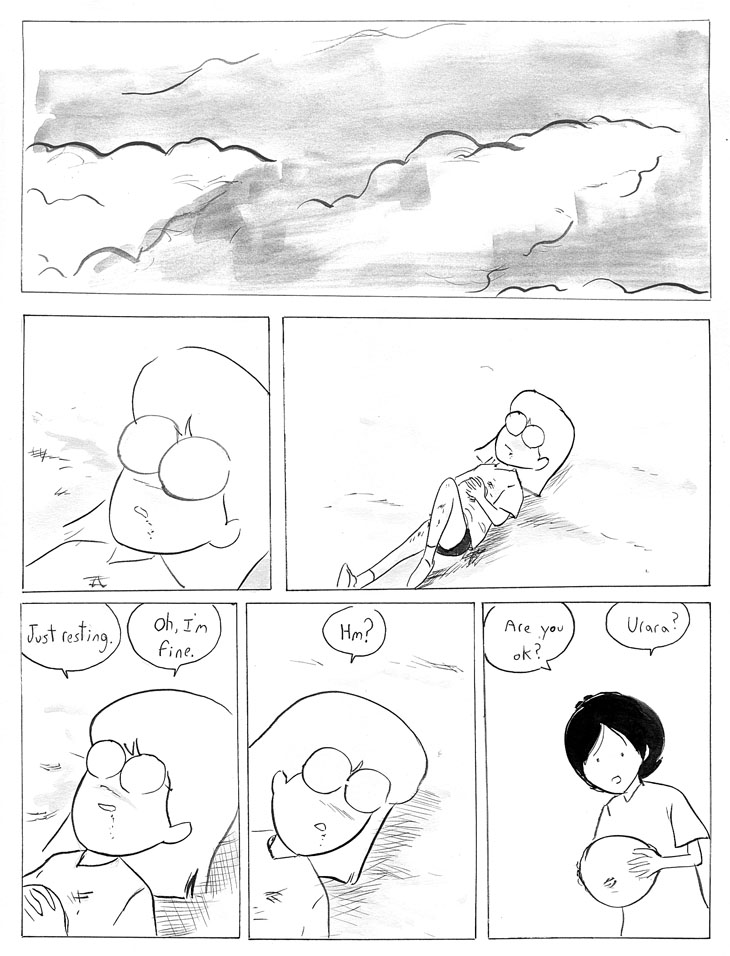 Urara?
Are you
ok?
Hm?
Oh, I'm
fine.
Just resting.